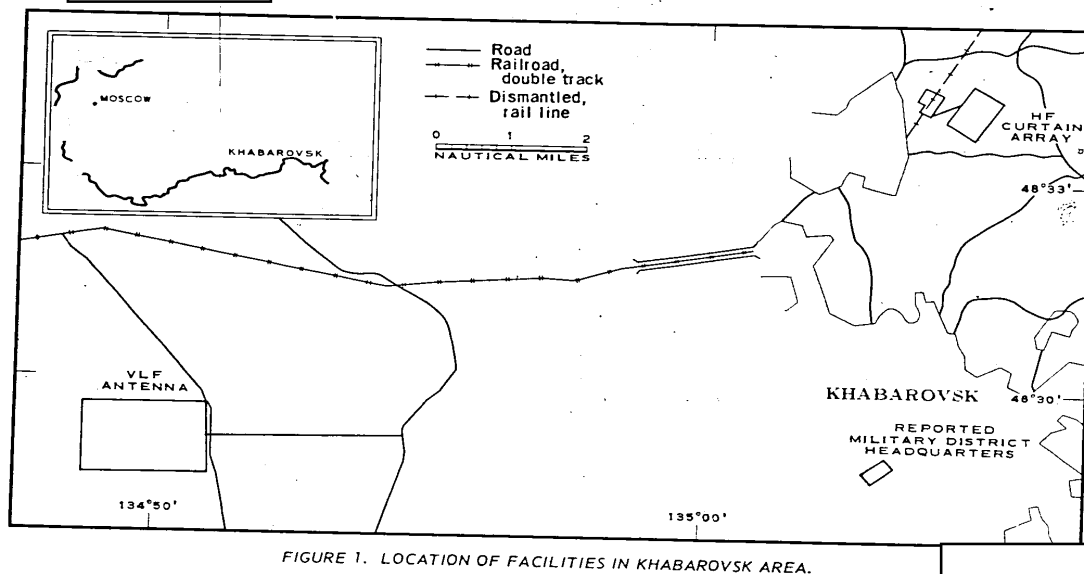 MOSCOW
KHABAROVSK
Road
Railroad,
double track
Dismantled,
rail line
0 1 2
NAUTICAL MILES
HF
CURTAIN
ARRAY
48°33'
VLF
ANTENNA
KHABAROVSK
48°30'
REPORTED
MILITARY DISTRICT
HEADQUARTERS
134°50'
135°00'
FIGURE 1. LOCATION OF FACILITIES IN KHABAROVSK AREA.